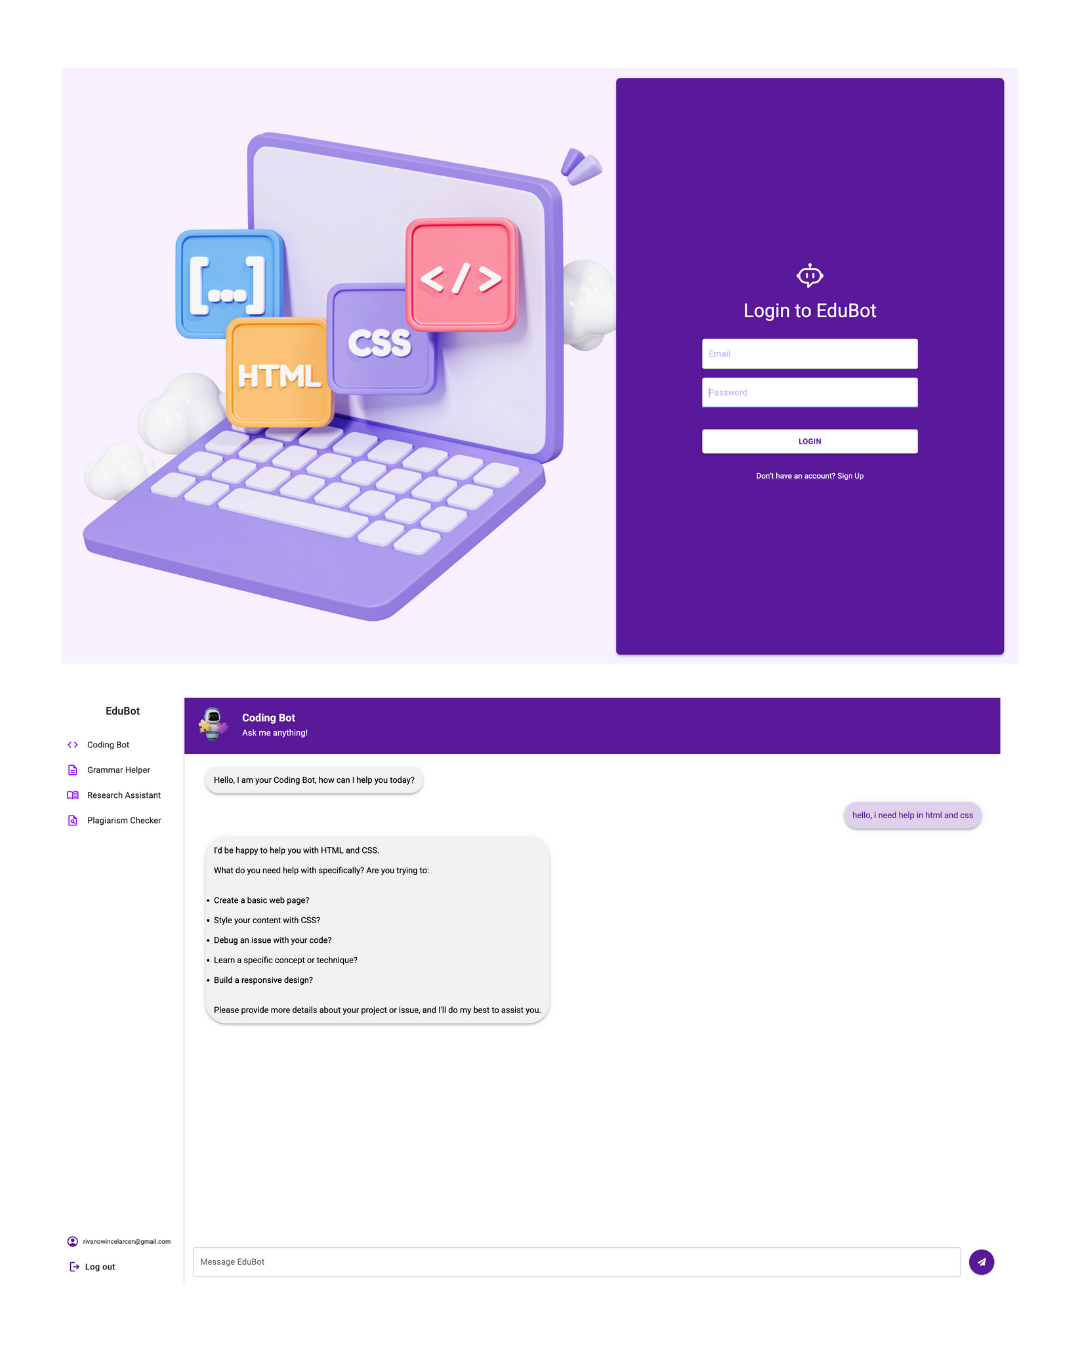 [...]
</>
CSS
HTML
Login to EduBot
Email
Password
LOGIN
Don't have an account? Sign Up
EduBot
Coding Bot
Grammar Helper
Research Assistant
Plagiarism Checker
Coding Bot
Ask me anything!
Hello, I am your Coding Bot, how can I help you today?
hello, i need help in html and css
I'd be happy to help you with HTML and CSS.
What do you need help with specifically? Are you trying to:
• Create a basic web page?
• Style your content with CSS?
• Debug an issue with your code?
• Learn a specific concept or technique?
• Build a responsive design?
Please provide more details about your project or issue, and I'll do my best to assist you.
rivanowincelarcen@gmail.com
Log out
Message EduBot